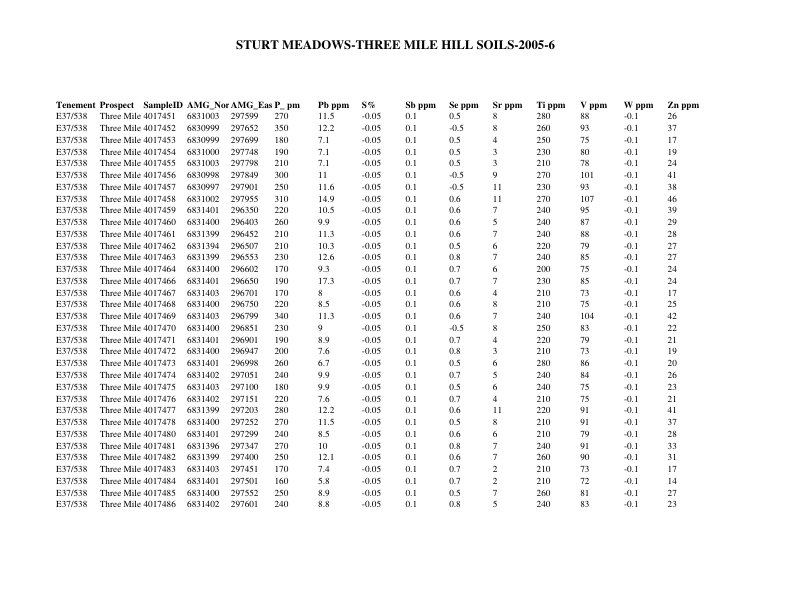 STURT MEADOWS-THREE MILE HILL SOILS-2005-6
Tenement Prospect SampleID AMG_Nor AMG_Eas P_ pm Pb ppm S% Sb ppm Se ppm Sr ppm Ti ppm V ppm W ppm Zn ppm
E37/538 Three Mile 4017451 6831003 297599 270 11.5 -0.05 0.1 0.5 8 280 88 -0.1 26
E37/538 Three Mile 4017452 6830999 297652 350 12.2 -0.05 0.1 -0.5 8 260 93 -0.1 37
E37/538 Three Mile 4017453 6830999 297699 180 7.1 -0.05 0.1 0.5 4 250 75 -0.1 17
E37/538 Three Mile 4017454 6831000 297748 190 7.1 -0.05 0.1 0.5 3 230 80 -0.1 19
E37/538 Three Mile 4017455 6831003 297798 210 7.1 -0.05 0.1 0.5 3 210 78 -0.1 24
E37/538 Three Mile 4017456 6830998 297849 300 11 -0.05 0.1 -0.5 9 270 101 -0.1 41
E37/538 Three Mile 4017457 6830997 297901 250 11.6 -0.05 0.1 -0.5 11 230 93 -0.1 38
E37/538 Three Mile 4017458 6831002 297955 310 14.9 -0.05 0.1 0.6 11 270 107 -0.1 46
E37/538 Three Mile 4017459 6831401 296350 220 10.5 -0.05 0.1 0.6 7 240 95 -0.1 39
E37/538 Three Mile 4017460 6831400 296403 260 9.9 -0.05 0.1 0.6 5 240 87 -0.1 29
E37/538 Three Mile 4017461 6831399 296452 210 11.3 -0.05 0.1 0.6 7 240 88 -0.1 28
E37/538 Three Mile 4017462 6831394 296507 210 10.3 -0.05 0.1 0.5 6 220 79 -0.1 27
E37/538 Three Mile 4017463 6831399 296553 230 12.6 -0.05 0.1 0.8 7 240 85 -0.1 27
E37/538 Three Mile 4017464 6831400 296602 170 9.3 -0.05 0.1 0.7 6 200 75 -0.1 24
E37/538 Three Mile 4017466 6831401 296650 190 17.3 -0.05 0.1 0.7 7 230 85 -0.1 24
E37/538 Three Mile 4017467 6831403 296701 170 8 -0.05 0.1 0.6 4 210 73 -0.1 17
E37/538 Three Mile 4017468 6831400 296750 220 8.5 -0.05 0.1 0.6 8 210 75 -0.1 25
E37/538 Three Mile 4017469 6831403 296799 340 11.3 -0.05 0.1 0.6 7 240 104 -0.1 42
E37/538 Three Mile 4017470 6831400 296851 230 9 -0.05 0.1 -0.5 8 250 83 -0.1 22
E37/538 Three Mile 4017471 6831401 296901 190 8.9 -0.05 0.1 0.7 4 220 79 -0.1 21
E37/538 Three Mile 4017472 6831400 296947 200 7.6 -0.05 0.1 0.8 3 210 73 -0.1 19
E37/538 Three Mile 4017473 6831401 296998 260 6.7 -0.05 0.1 0.5 6 280 86 -0.1 20
E37/538 Three Mile 4017474 6831402 297051 240 9.9 -0.05 0.1 0.7 5 240 84 -0.1 26
E37/538 Three Mile 4017475 6831403 297100 180 9.9 -0.05 0.1 0.5 6 240 75 -0.1 23
E37/538 Three Mile 4017476 6831402 297151 220 7.6 -0.05 0.1 0.7 4 210 75 -0.1 21
E37/538 Three Mile 4017477 6831399 297203 280 12.2 -0.05 0.1 0.6 11 220 91 -0.1 41
E37/538 Three Mile 4017478 6831400 297252 270 11.5 -0.05 0.1 0.5 8 210 91 -0.1 37
E37/538 Three Mile 4017480 6831401 297299 240 8.5 -0.05 0.1 0.6 6 210 79 -0.1 28
E37/538 Three Mile 4017481 6831396 297347 270 10 -0.05 0.1 0.8 7 240 91 -0.1 33
E37/538 Three Mile 4017482 6831399 297400 250 12.1 -0.05 0.1 0.6 7 260 90 -0.1 31
E37/538 Three Mile 4017483 6831403 297451 170 7.4 -0.05 0.1 0.7 2 210 73 -0.1 17
E37/538 Three Mile 4017484 6831401 297501 160 5.8 -0.05 0.1 0.7 2 210 72 -0.1 14
E37/538 Three Mile 4017485 6831400 297552 250 8.9 -0.05 0.1 0.5 7 260 81 -0.1 27
E37/538 Three Mile 4017486 6831402 297601 240 8.8 -0.05 0.1 0.8 5 240 83 -0.1 23